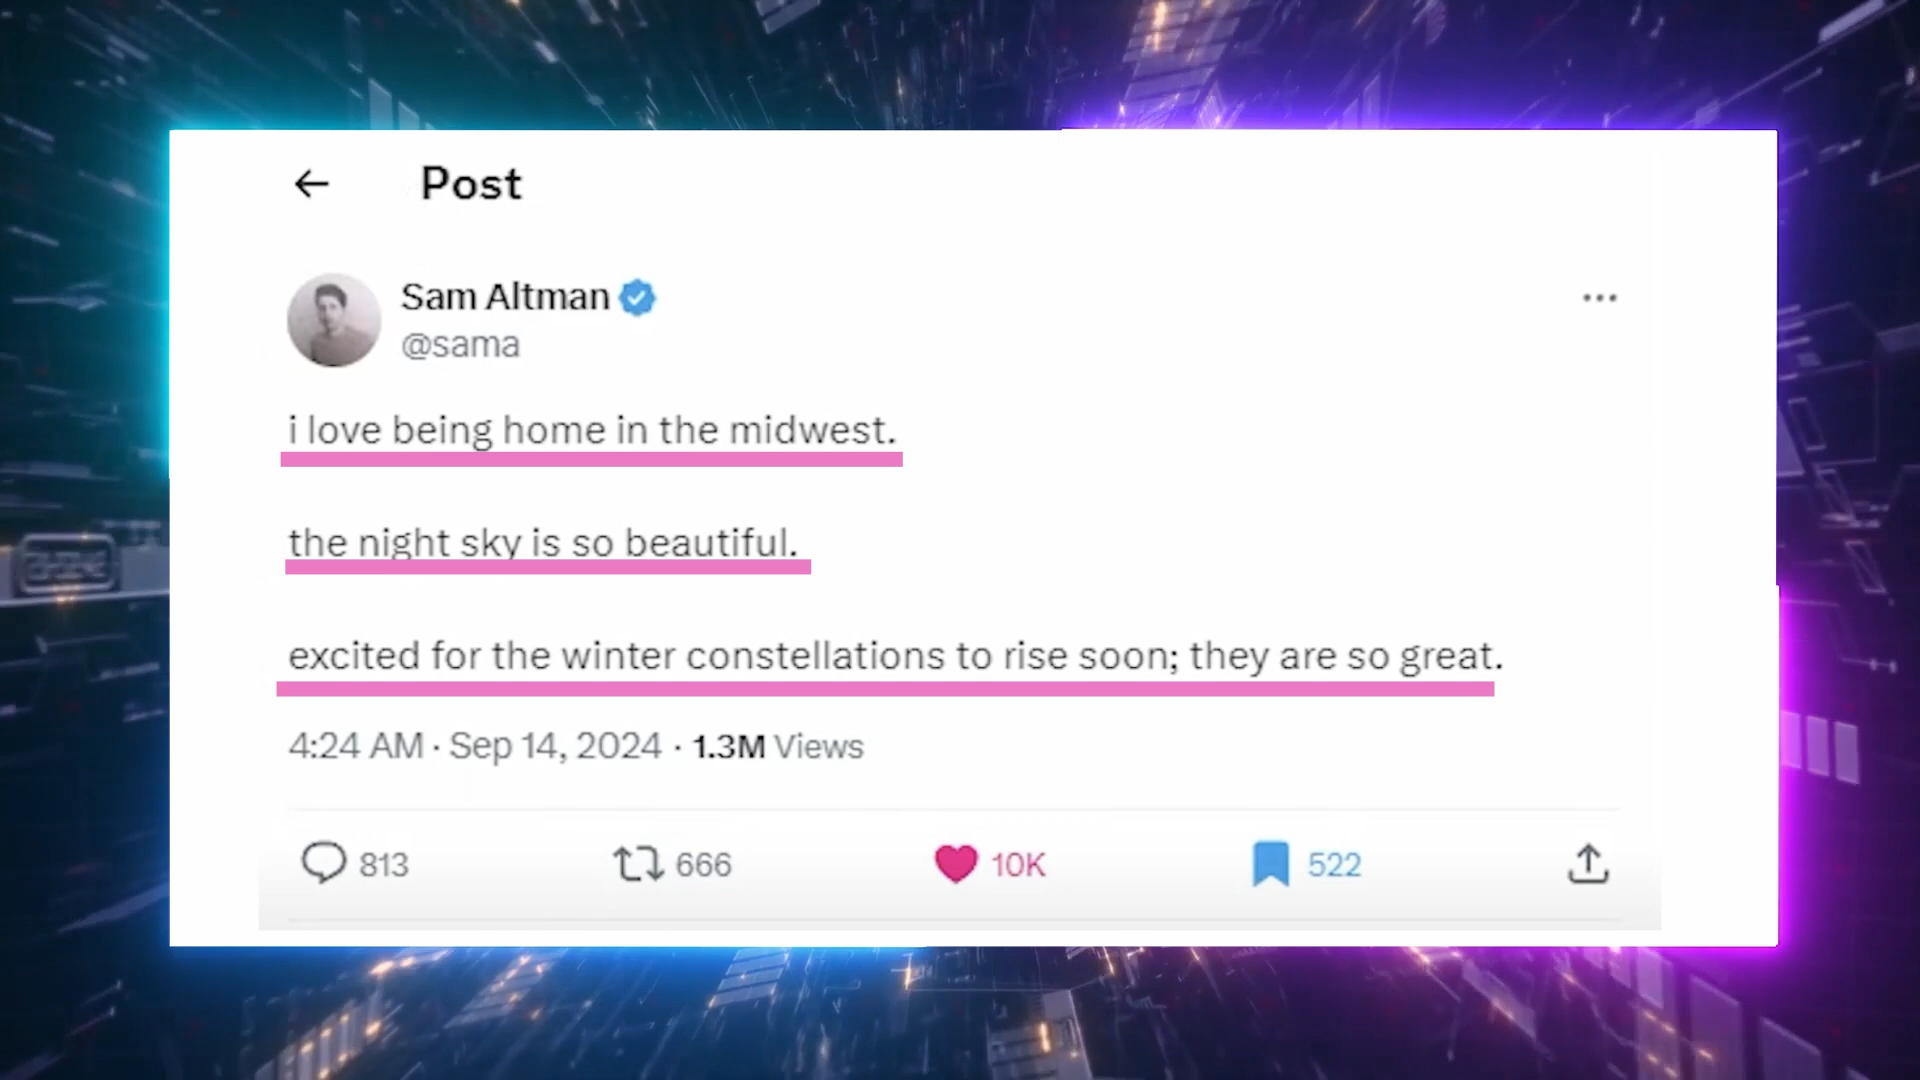 Post
Sam Altman
@sama
i love being home in the midwest.
the night sky is so beautiful.
excited for the winter constellations to rise soon; they are so great.
4:24 AM · Sep 14, 2024 · 1.3M Views
813 666 10K 522